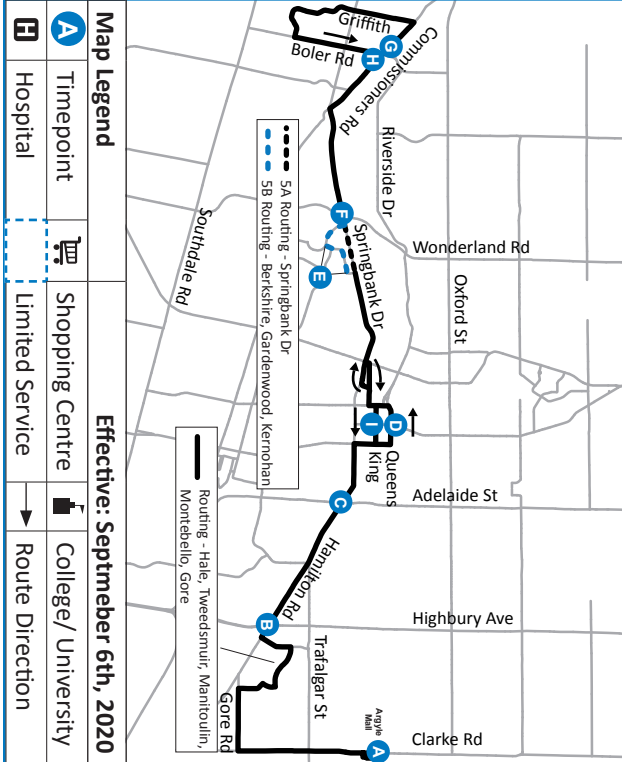 Griffith
Boler Rd
G
H
Commissioners Rd
Riverside Dr
Wonderland Rd
Oxford St
F
Springbank Dr
E
Southdale Rd
5A Routing - Springbank Dr
5B Routing - Berkshire, Gardenwood, Kernohan
I
D
King
Queens
Adelaide St
C
Hamilton Rd
Highbury Ave
B
Trafalgar St
Gore Rd
Argyle
Mall
A
Clarke Rd
Routing - Hale, Tweedsmuir, Manitoulin,
Montebello, Gore
Map Legend
Effective: Septmeber 6th, 2020
A Timepoint
Shopping Centre
College/ University
H Hospital
Limited Service
Route Direction